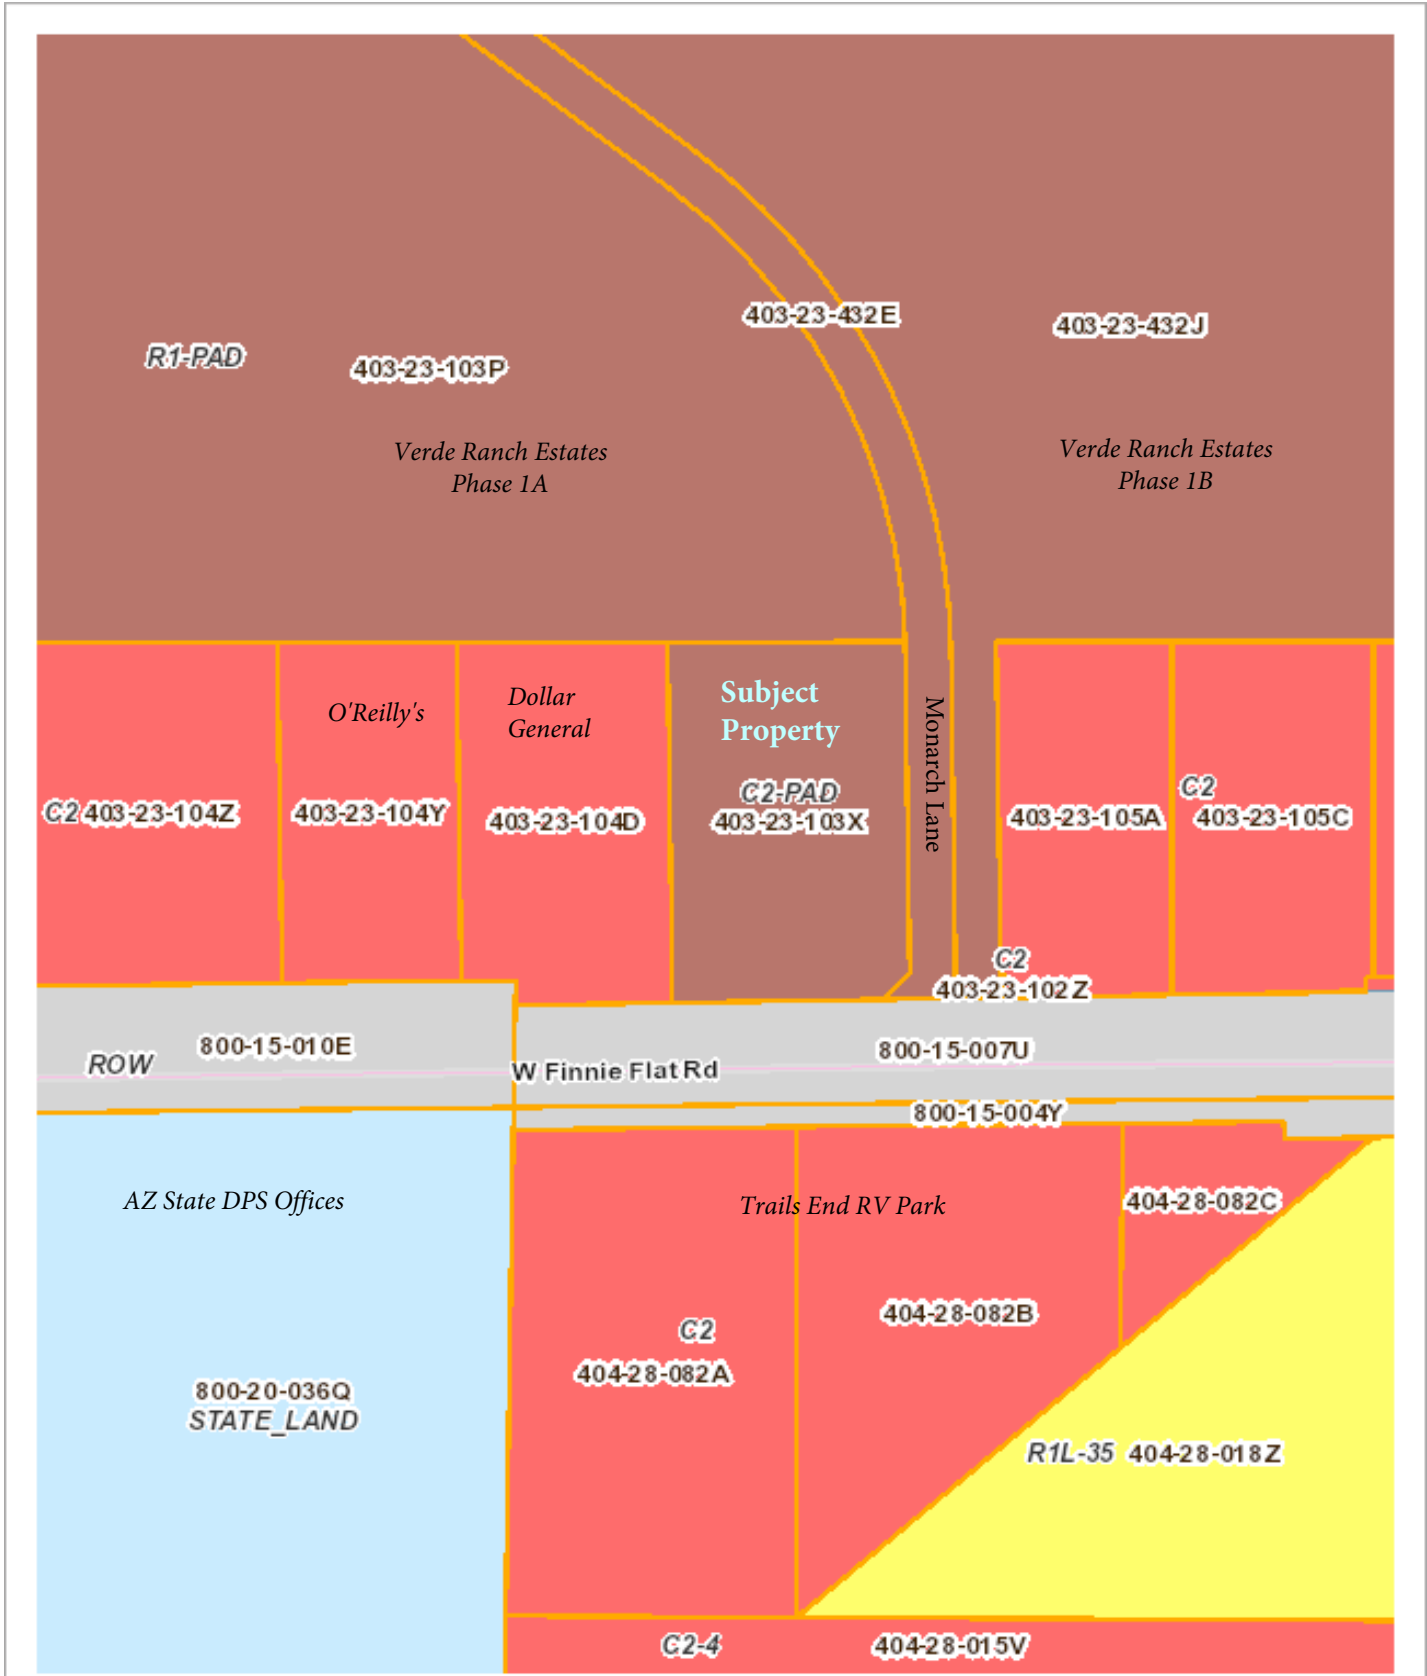 403-23-432E
403-23-432J
R1-PAD
403-23-103P
Verde Ranch Estates
Phase 1A
Verde Ranch Estates
Phase 1B
O'Reilly's
Dollar
General
Subject
Property
Monarch Lane
C2 403-23-104Z
403-23-104Y
403-23-104D
C2-PAD
403-23-103X
403-23-105A
C2
403-23-105C
C2
403-23-102Z
ROW
800-15-010E
W Finnie Flat Rd
800-15-007U
800-15-004Y
AZ State DPS Offices
Trails End RV Park
404-28-082C
404-28-082B
C2
404-28-082A
800-20-036Q
STATE_LAND
R1L-35 404-28-018Z
C2-4 404-28-015V